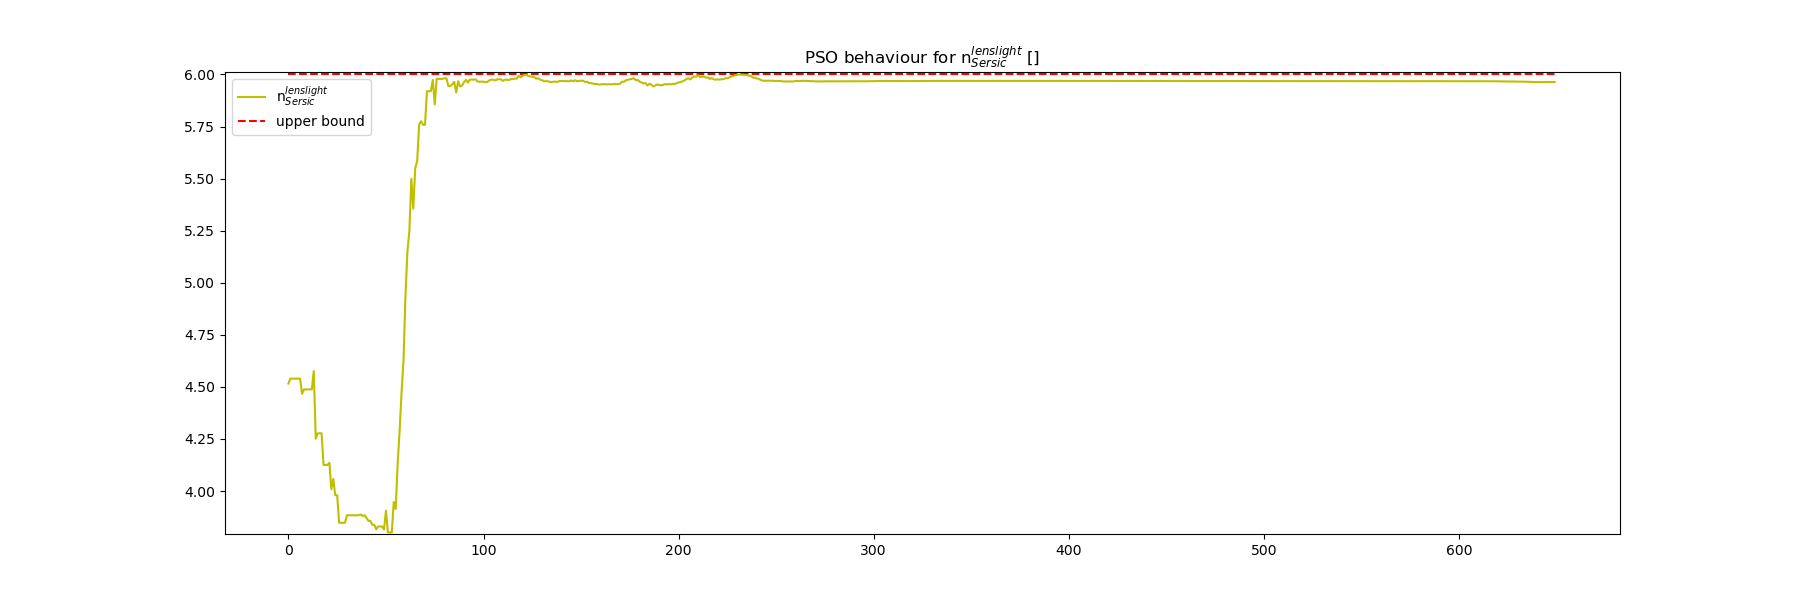 PSO behaviour for n$_{Sersic}^{lenslight}$ []
6.00
5.75
5.50
5.25
5.00
4.75
4.50
4.25
4.00
n$_{Sersic}^{lenslight}$
upper bound
0 100 200 300 400 500 600